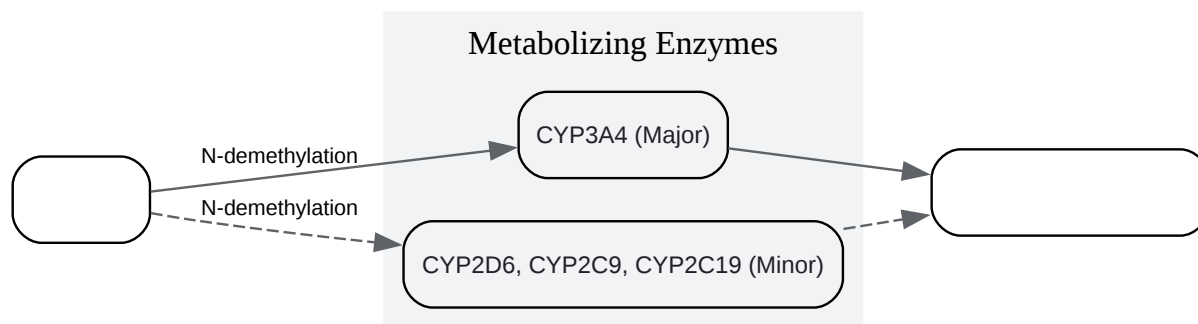 Metabolizing Enzymes
CYP3A4 (Major)
N-demethylation
N-demethylation
CYP2D6, CYP2C9, CYP2C19 (Minor)